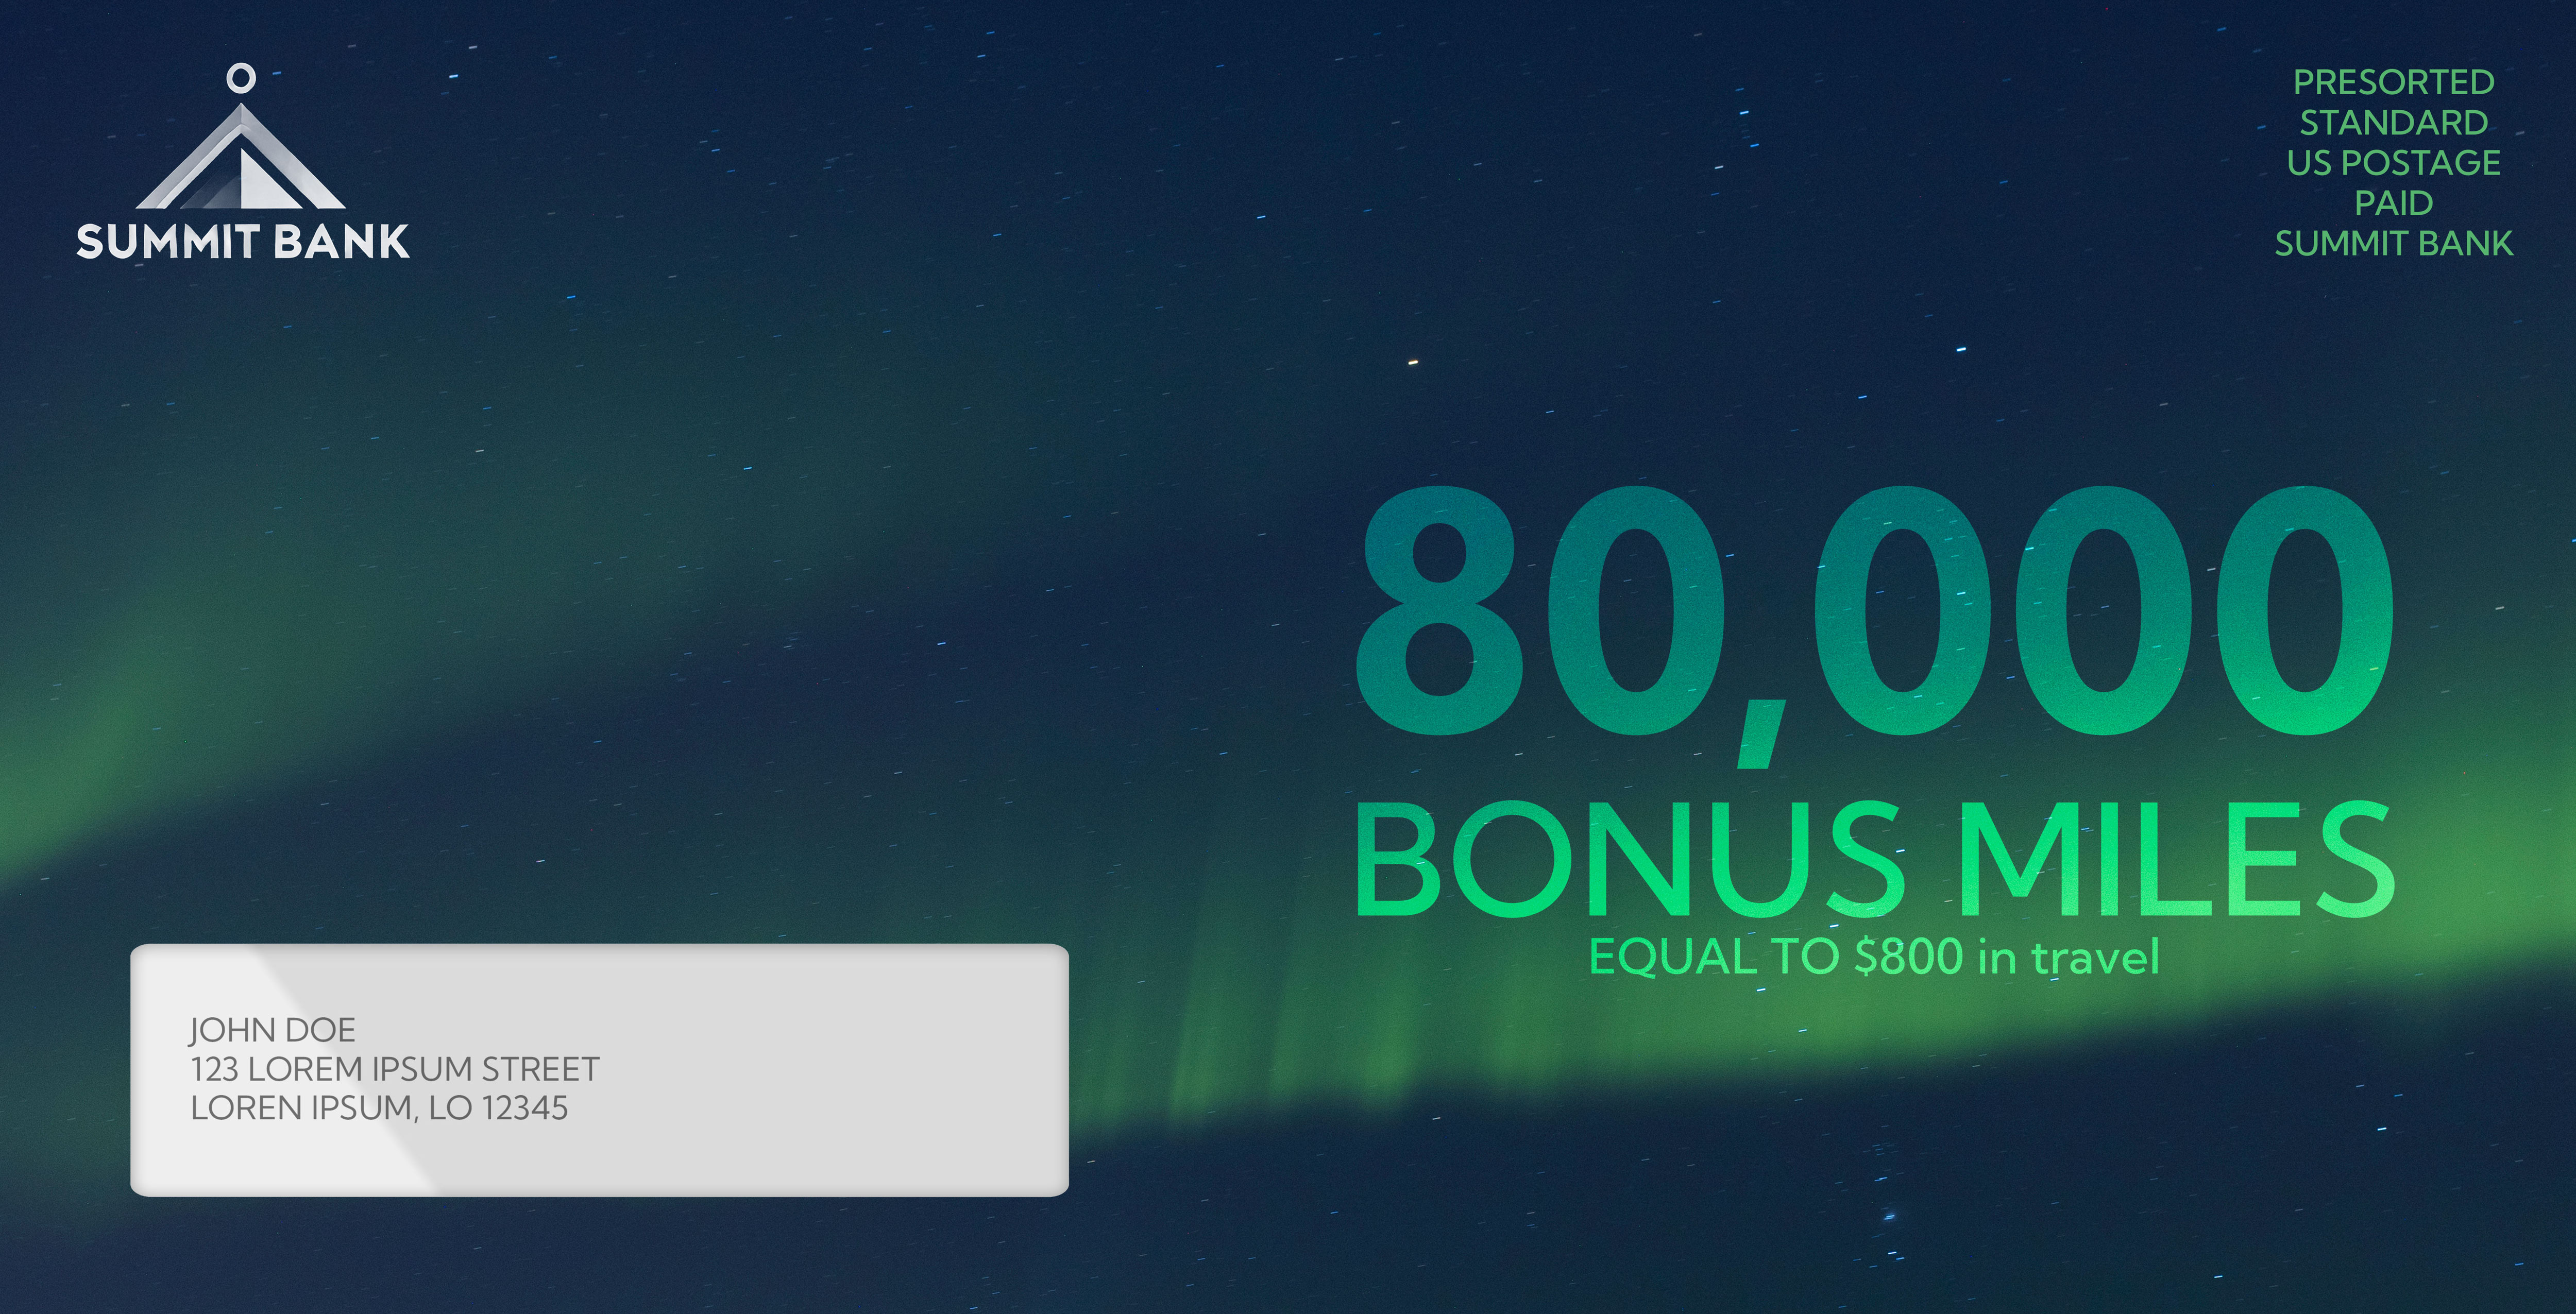 SUMMIT BANK
PRESORTED
STANDARD
US POSTAGE
PAID
SUMMIT BANK
80,000
BONUS MILES
EQUAL TO $800 in travel
JOHN DOE
123 LOREM IPSUM STREET
LOREN IPSUM, LO 12345